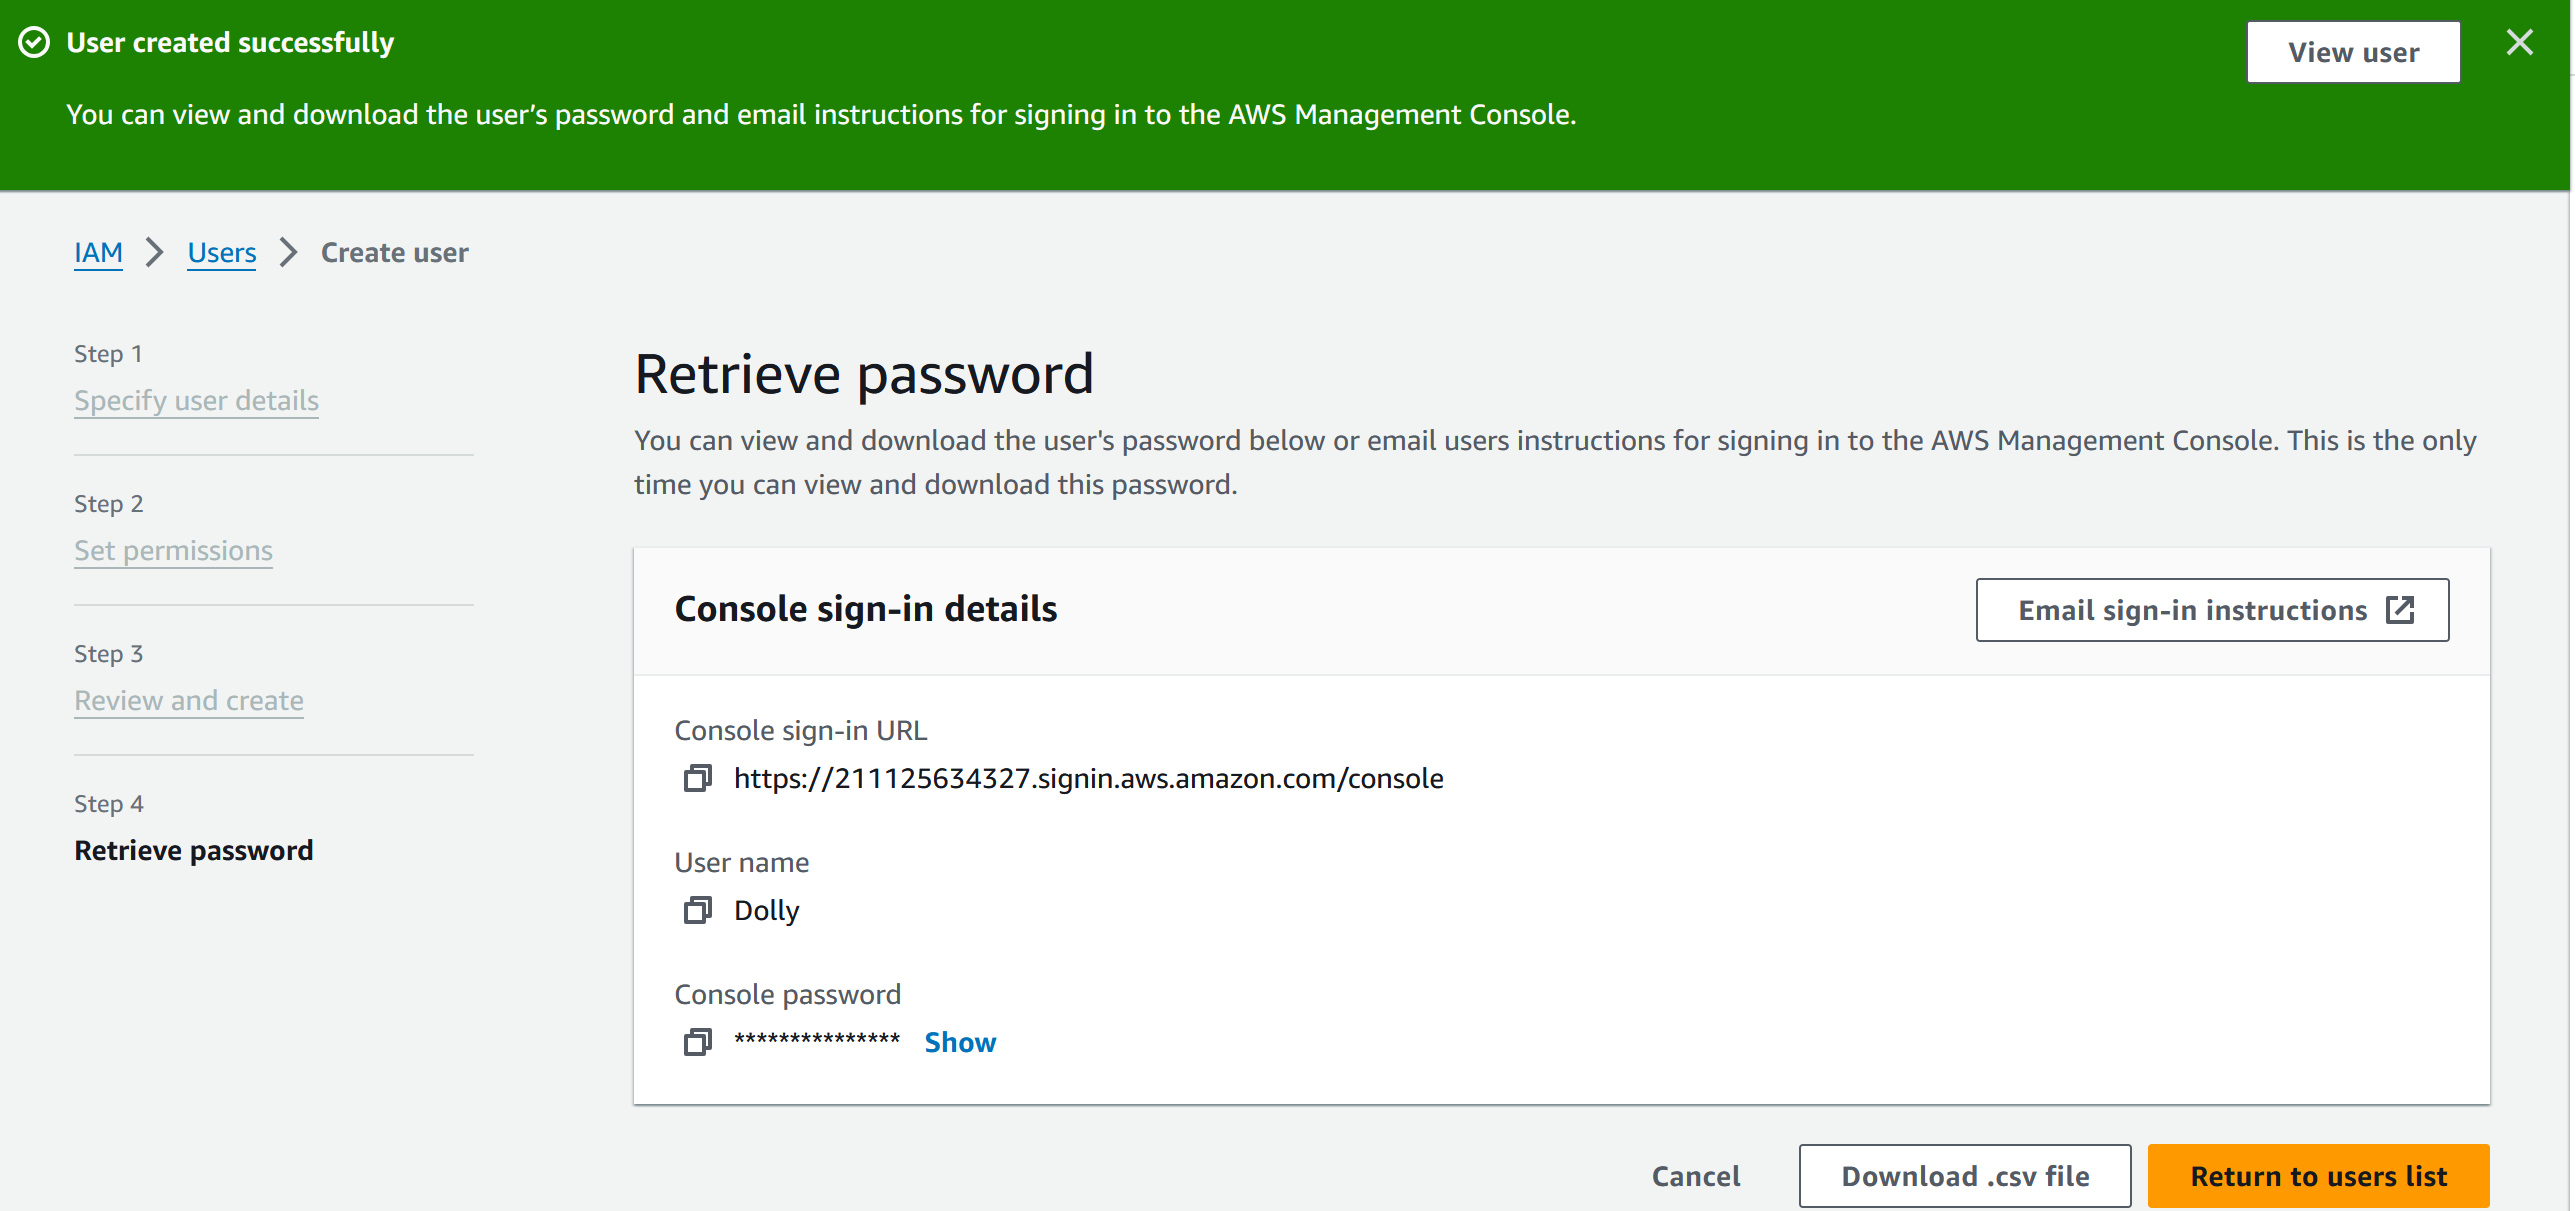 User created successfully
View user
You can view and download the user’s password and email instructions for signing in to the AWS Management Console.
IAM
Users
Create user
Step 1
Specify user details
Step 2
Set permissions
Step 3
Review and create
Step 4
Retrieve password
Retrieve password
You can view and download the user's password below or email users instructions for signing in to the AWS Management Console. This is the only
time you can view and download this password.
Console sign-in details
Email sign-in instructions
Console sign-in URL
https://211125634327.signin.aws.amazon.com/console
User name
Dolly
Console password
*************** Show
Cancel
Download .csv file
Return to users list